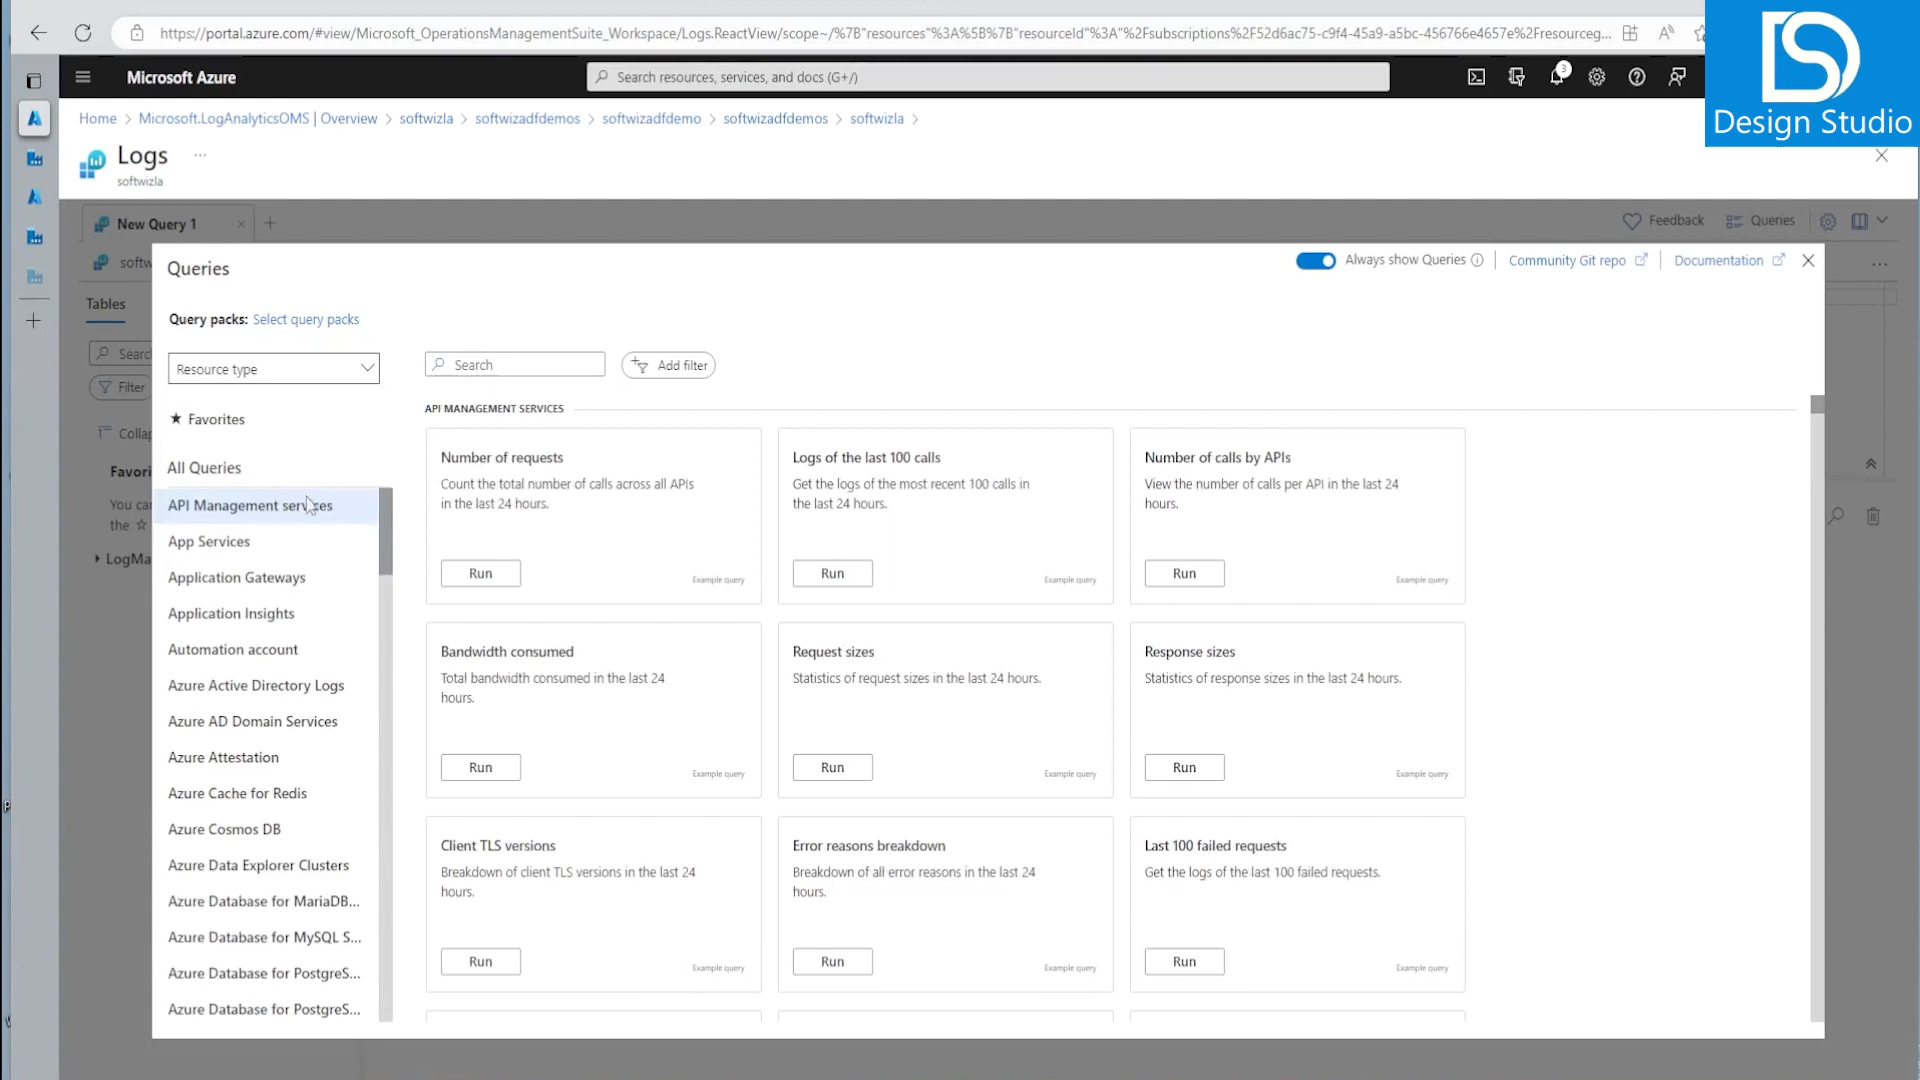 https://portal.azure.com/#view/Microsoft_OperationsManagementSuite_Workspace/Logs.ReactView/scope~/%7B"resources"%3A%5B%7B"resourceId"%3A"%2Fsubscriptions%2F52d6ac75-c9f4-45a9-a5bc-456766e4657e%2Fresourceg...
Design Studio
Microsoft Azure
Search resources, services, and docs (G+/)
3
Home > Microsoft.LogAnalyticsOMS | Overview > softwizla > softwizadfdemos > softwizadfdemo > softwizadfdemos > softwizla >
Logs ...
softwizla
New Query 1
Feedback
Queries
softw
Tables
Search
Filter
Collap
Favori
You can
the ☆
LogMa
Queries
Always show Queries
Community Git repo
Documentation
Query packs: Select query packs
Resource type
Search
Add filter
★ Favorites
All Queries
API Management services
App Services
Application Gateways
Application Insights
Automation account
Azure Active Directory Logs
Azure AD Domain Services
Azure Attestation
Azure Cache for Redis
Azure Cosmos DB
Azure Data Explorer Clusters
Azure Database for MariaDB...
Azure Database for MySQL S...
Azure Database for PostgreS...
Azure Database for PostgreS...
API MANAGEMENT SERVICES
Number of requests
Count the total number of calls across all APIs
in the last 24 hours.
Run
Example query
Logs of the last 100 calls
Get the logs of the most recent 100 calls in
the last 24 hours.
Run
Example query
Number of calls by APIs
View the number of calls per API in the last 24
hours.
Run
Example query
Bandwidth consumed
Total bandwidth consumed in the last 24
hours.
Run
Example query
Request sizes
Statistics of request sizes in the last 24 hours.
Run
Example query
Response sizes
Statistics of response sizes in the last 24 hours.
Run
Example query
Client TLS versions
Breakdown of client TLS versions in the last 24
hours.
Run
Example query
Error reasons breakdown
Breakdown of all error reasons in the last 24
hours.
Run
Example query
Last 100 failed requests
Get the logs of the last 100 failed requests.
Run
Example query